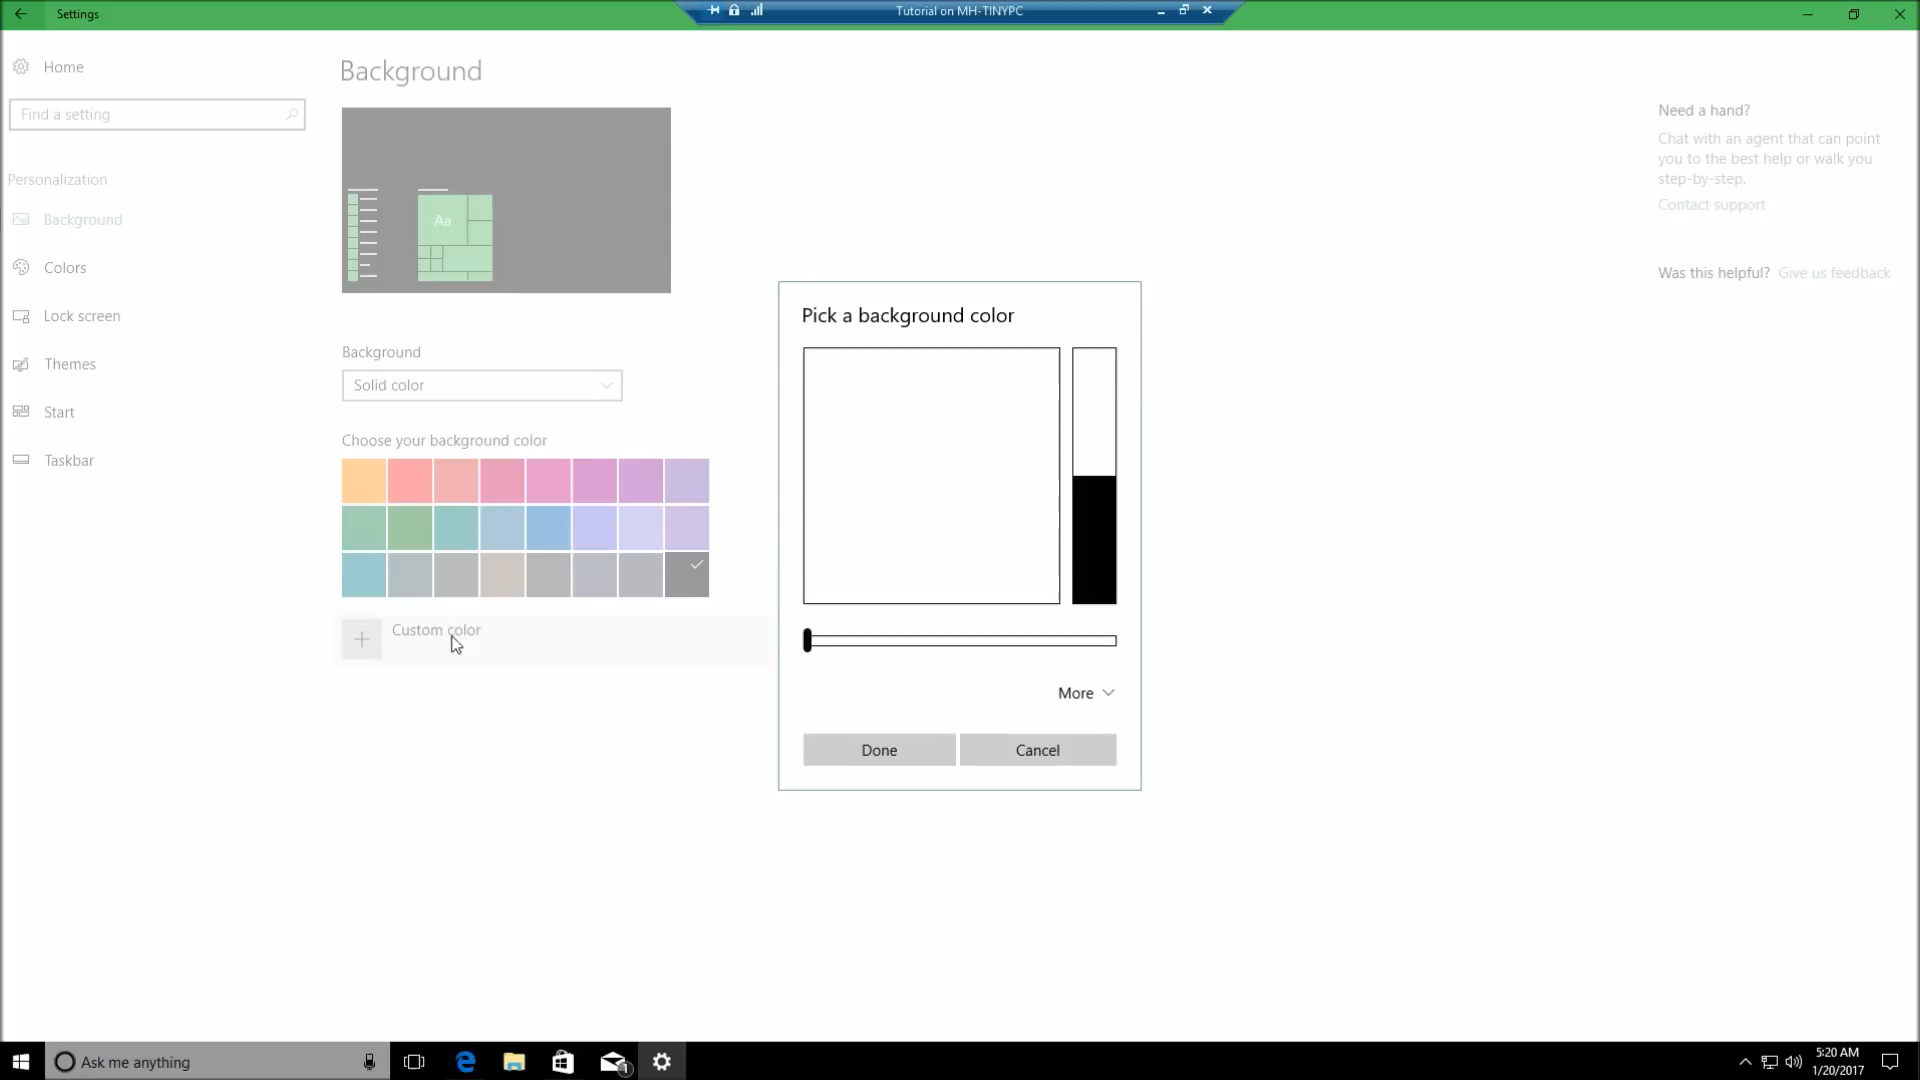 Settings
Tutorial on MH-TINYPC
Home
Find a setting
Personalization
Background
Colors
Lock screen
Themes
Start
Taskbar
Background
Aa
Background
Solid color
Choose your background color
Custom color
Pick a background color
More
Done
Cancel
Need a hand?
Chat with an agent that can point
you to the best help or walk you
step-by-step.
Contact support
Was this helpful? Give us feedback
Ask me anything
1
5:20 AM
1/20/2017